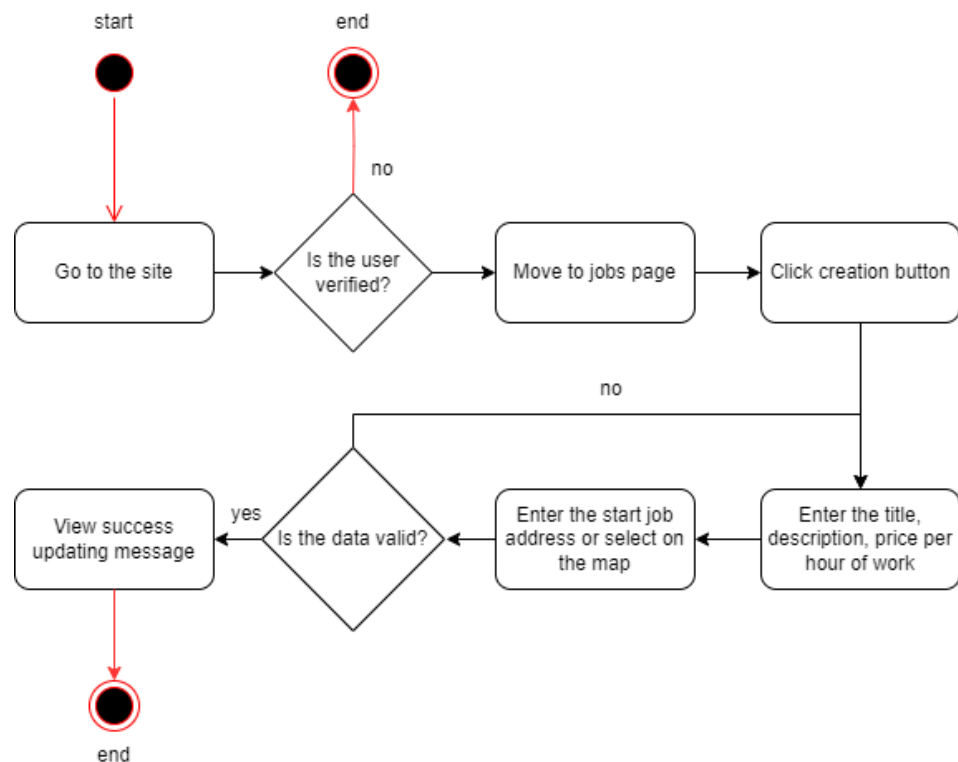 start
end
no
Go to the site
Is the user
verified?
Move to jobs page
Click creation button
no
View success
updating message
yes
Is the data valid?
Enter the start job
address or select on
the map
Enter the title,
description, price per
hour of work
end